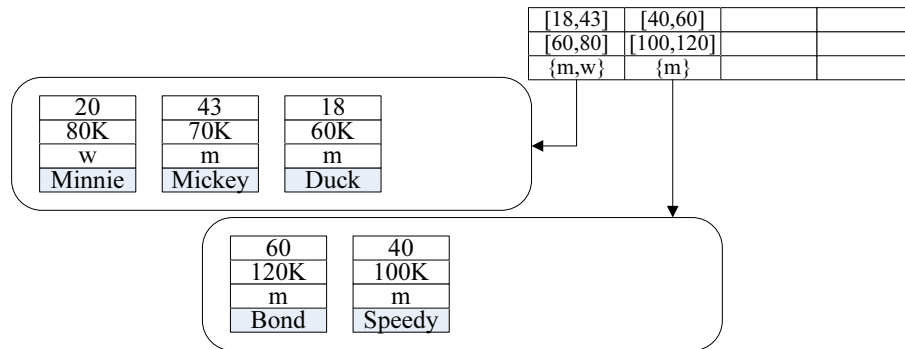 [18,43] [40,60]
[60,80] [100,120]
{m,w} {m}
20 43 18
80K 70K 60K
w m m
Minnie Mickey Duck
60 40
120K 100K
m m
Bond Speedy